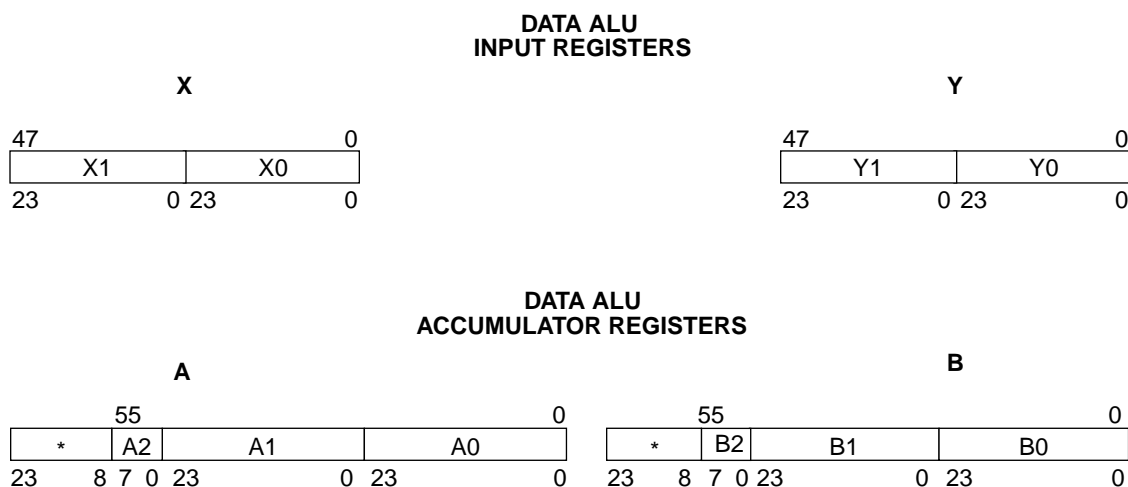 DATA ALU
INPUT REGISTERS
X Y
47 0 47 0
X1 X0 Y1 Y0
23 0 23 0 23 0 23 0
DATA ALU
ACCUMULATOR REGISTERS
A B
55 0 55 0
* A2 A1 A0 * B2 B1 B0
23 8 7 0 23 0 23 0 23 8 7 0 23 0 23 0